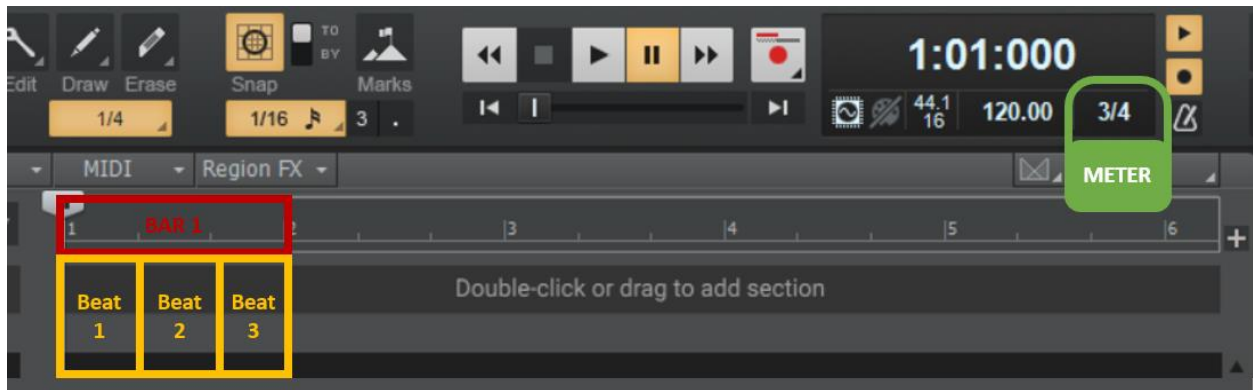 TO
BY
Edit Draw Erase Snap Marks
1:01:000
1/4 1/16 3 .
44.1
16
120.00 3/4
MIDI Region FX
METER
1 BAR 1 2 3 4 5 6
Double-click or drag to add section
Beat Beat Beat
1 2 3